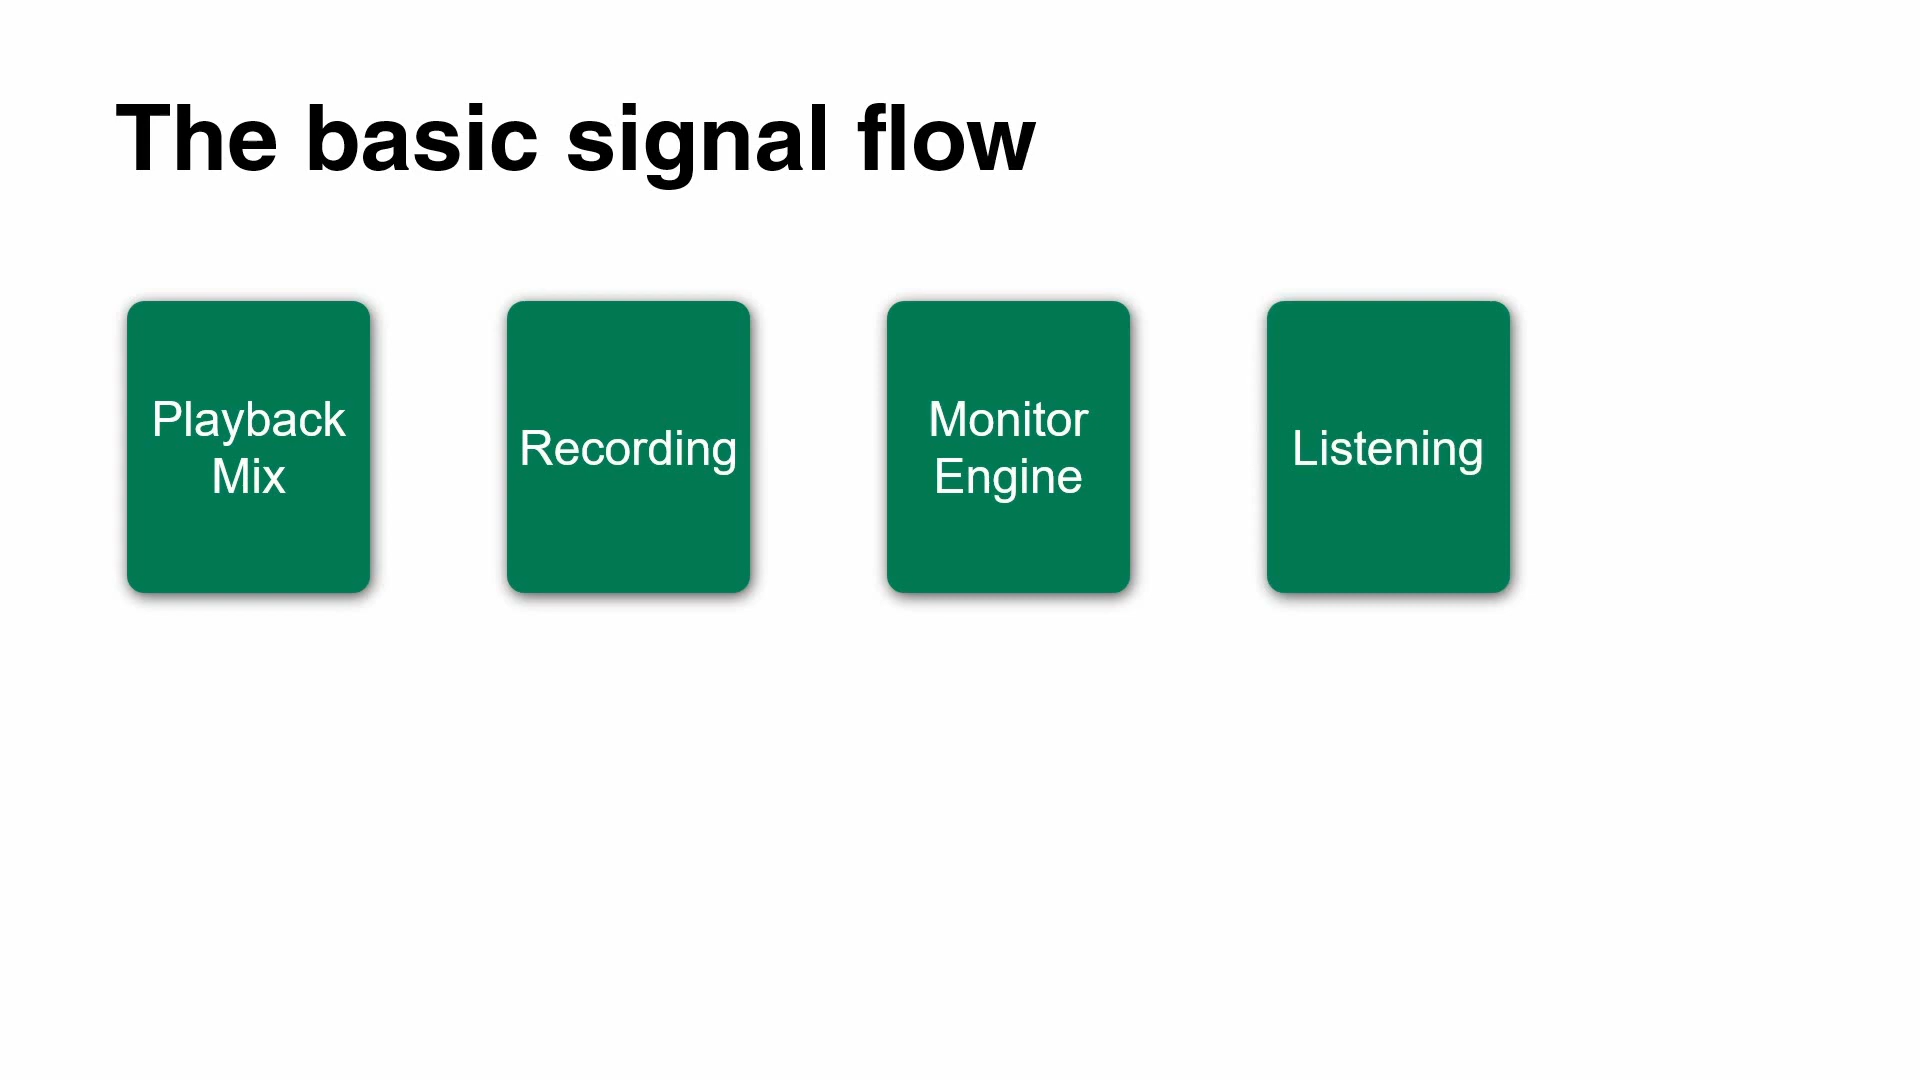 The basic signal flow
Playback
Mix
Recording
Monitor
Engine
Listening